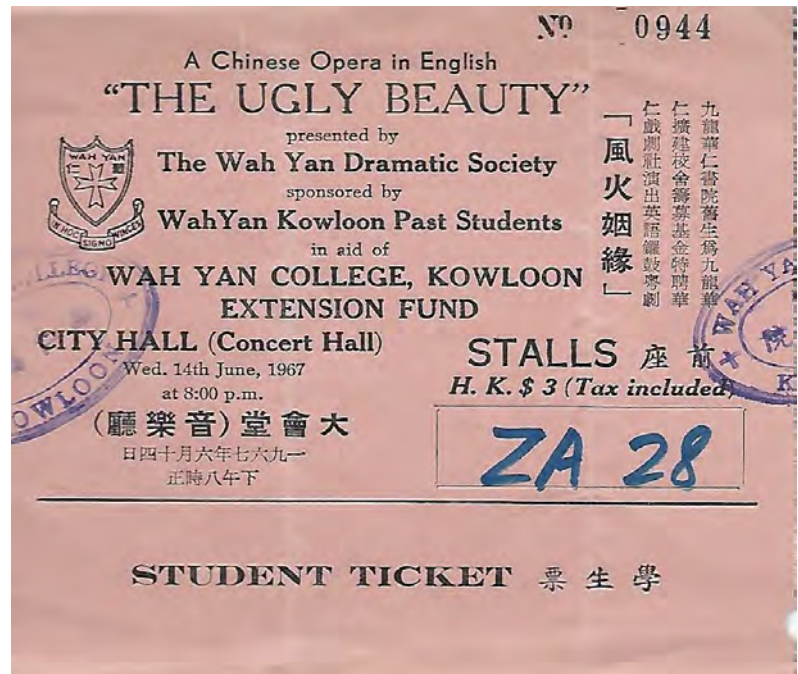 Nº 0944
A Chinese Opera in English
"THE UGLY BEAUTY"
presented by
The Wah Yan Dramatic Society
sponsored by
WahYan Kowloon Past Students
in aid of
WAH YAN COLLEGE, KOWLOON
EXTENSION FUND
CITY HALL (Concert Hall)
Wed. 14th June, 1967
at 8:00 p.m.
大會堂(音樂廳)
一九六七年六月十四日
下午八時正
九龍華仁書院舊生爲九龍華
仁擴建校舍籌募基金特聘華
仁戲劇社演出英語鑼鼓粵劇
「風火姻緣」
STALLS 前座
H. K. $ 3 (Tax included)
ZA 28
STUDENT TICKET 學生票
WAH YAN
仁
IN HOC SIGNO VINCES
LLEGE
OWLOON
WAH YA
院
K